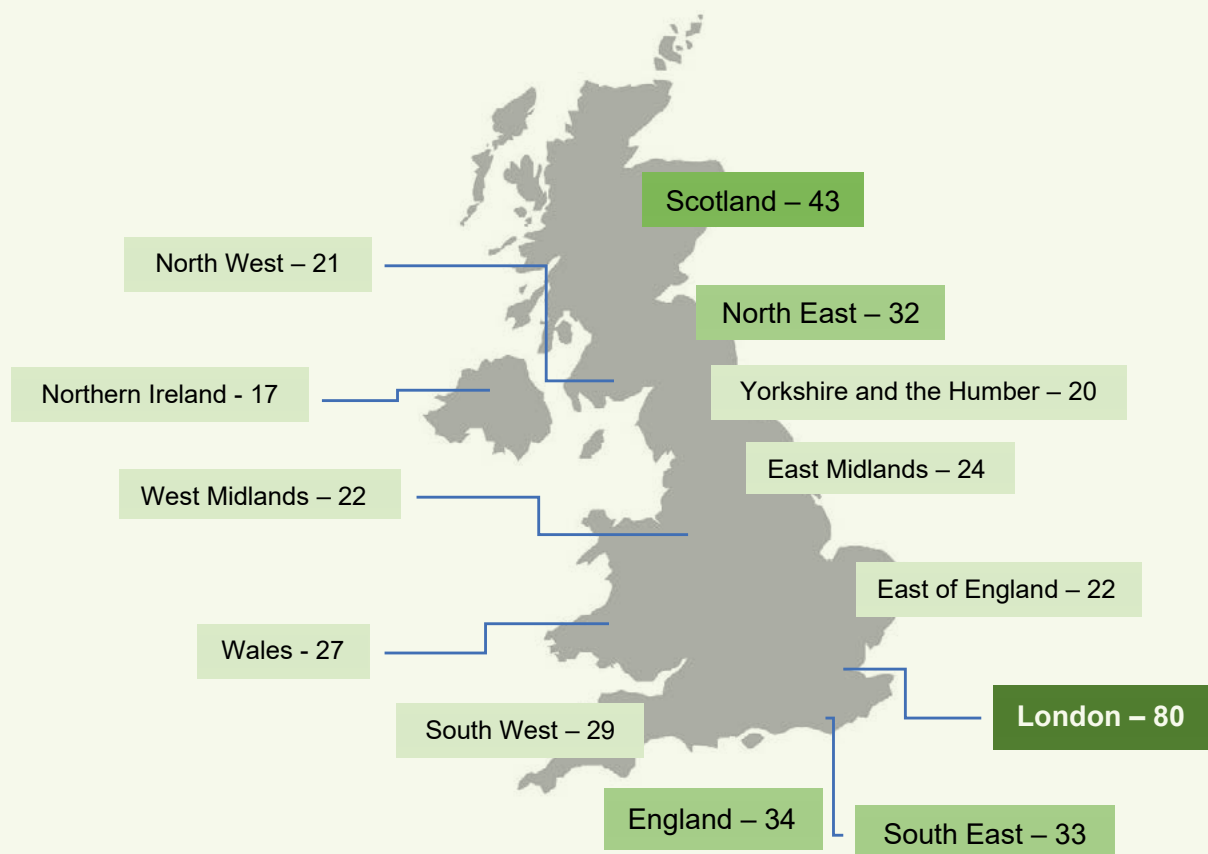 Scotland – 43
North West – 21
North East – 32
Northern Ireland - 17
Yorkshire and the Humber – 20
East Midlands – 24
West Midlands – 22
East of England – 22
Wales - 27
London – 80
South West – 29
England – 34
South East – 33